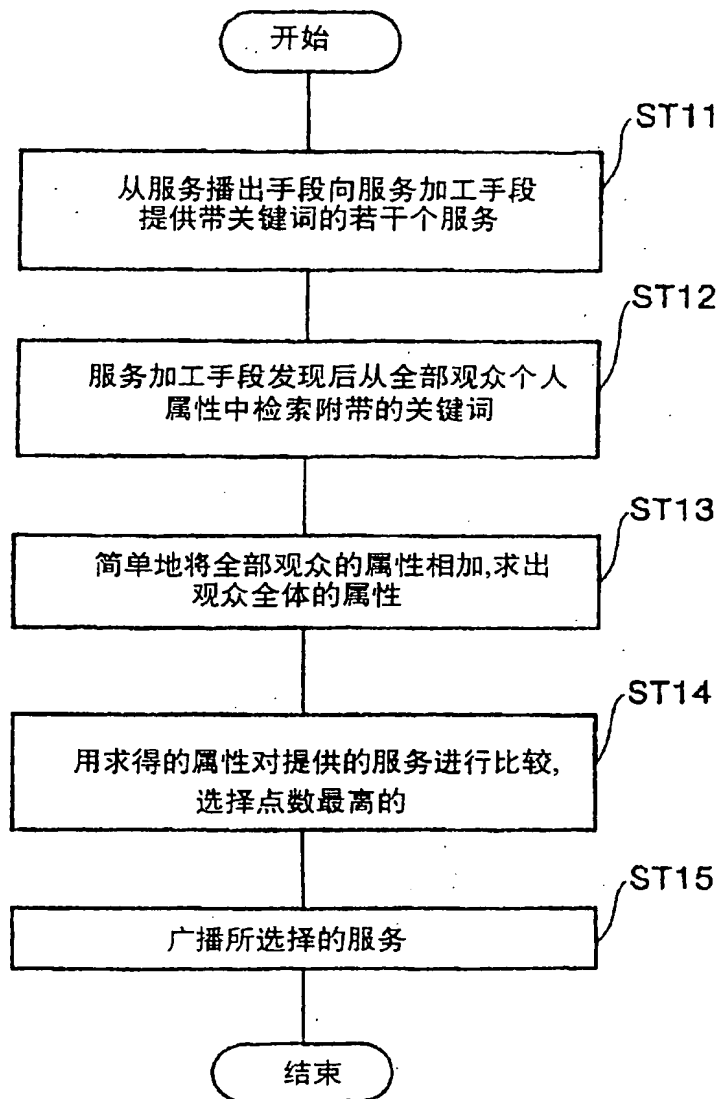 开始
ST11
从服务播出手段向服务加工手段
提供带关键词的若干个服务
ST12
服务加工手段发现后从全部观众个人
属性中检索附带的关键词
ST13
简单地将全部观众的属性相加,求出
观众全体的属性
ST14
用求得的属性对提供的服务进行比较,
选择点数最离的
ST15
广播所选择的服务
结束